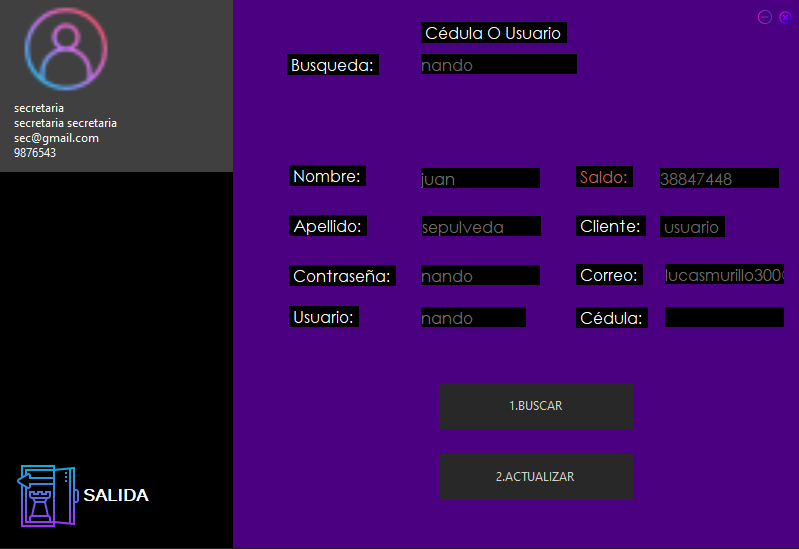 secretaria
secretaria secretaria
sec@gmail.com
9876543
SALIDA
Cédula O Usuario
Busqueda: nando
Nombre: juan Saldo: 38847448
Apellido: sepulveda Cliente: usuario
Contraseña: nando Correo: lucasmurillo300
Usuario: nando Cédula:
1.BUSCAR
2.ACTUALIZAR